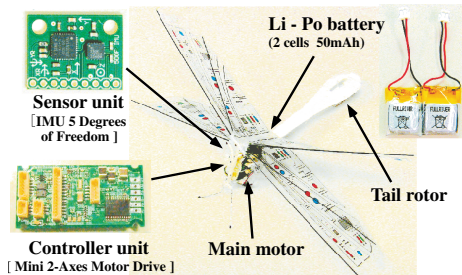 Li - Po battery
(2 cells 50mAh)
Sensor unit
[IMU 5 Degrees
of Freedom ]
Tail rotor
Controller unit
[ Mini 2-Axes Motor Drive ]
Main motor